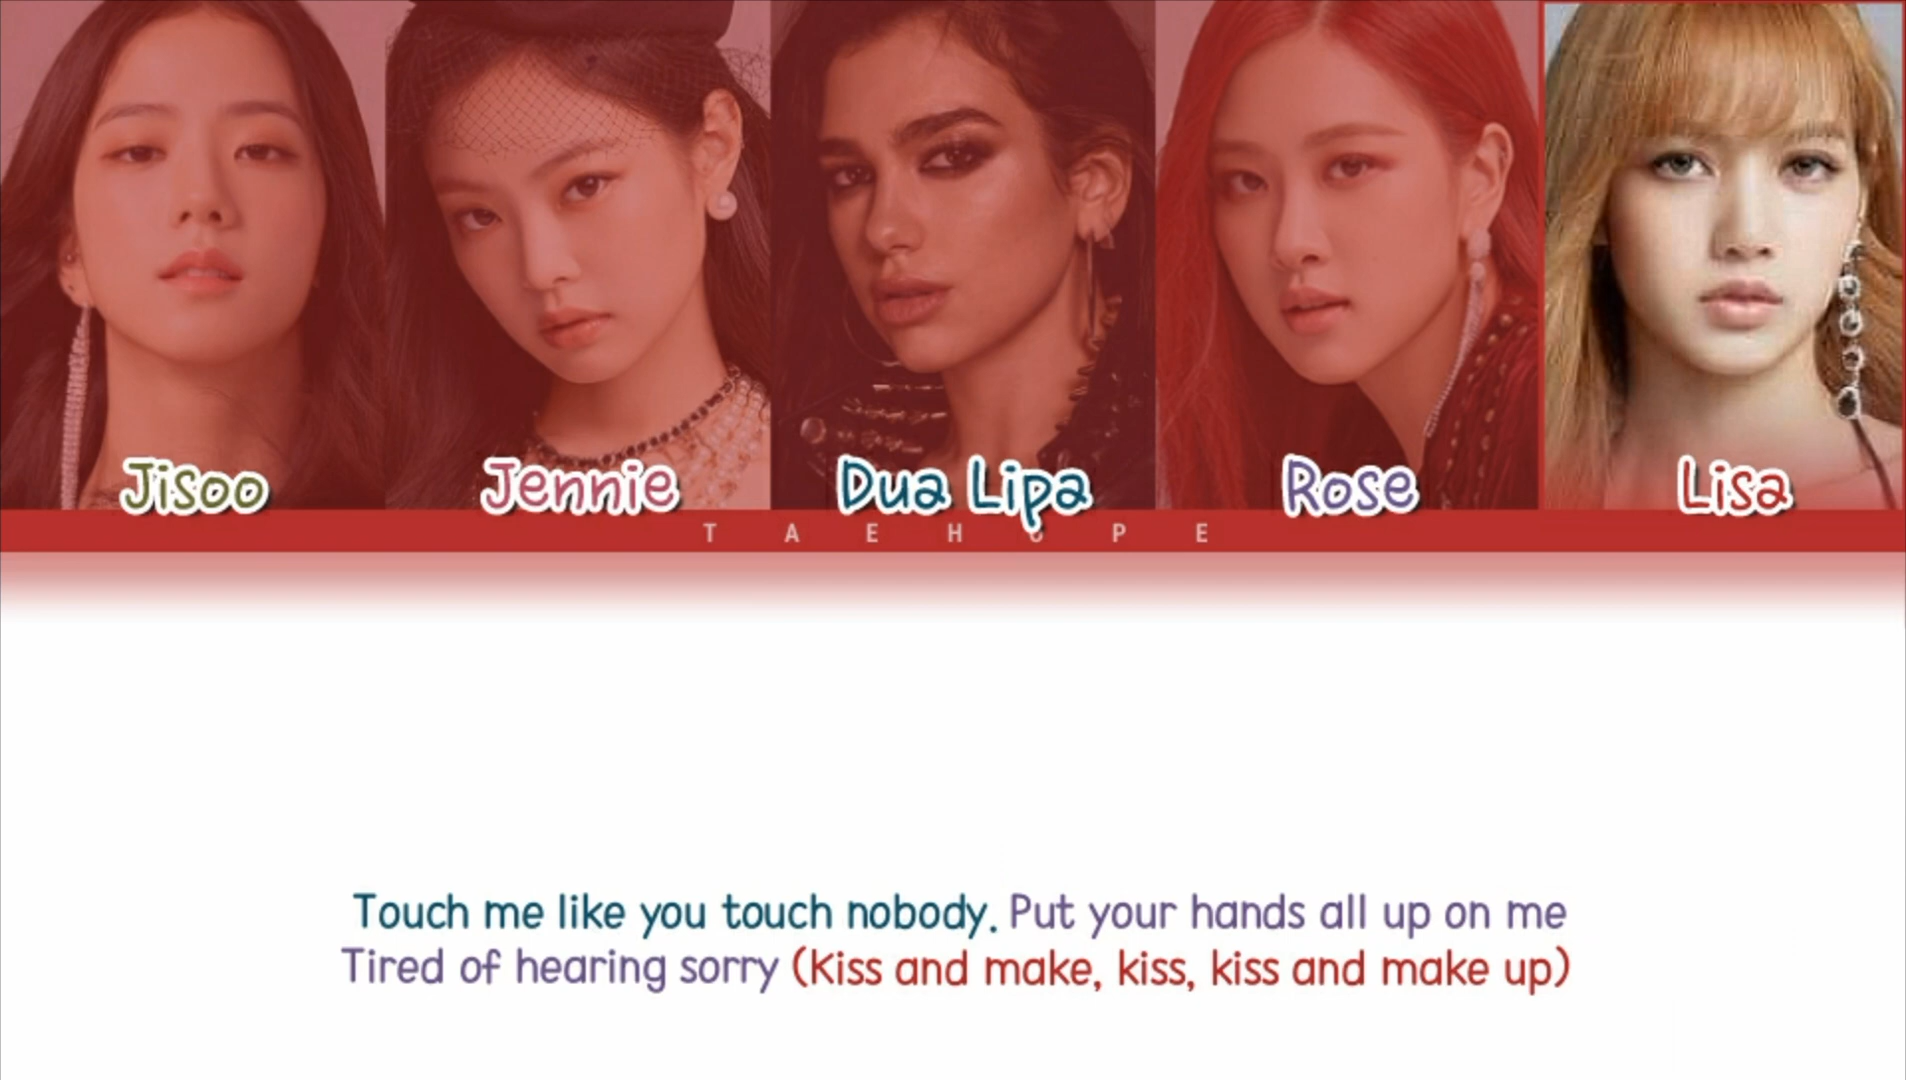 Jisoo Jennie Dua Lipa Rose Lisa
TAEHOPE
Touch me like you touch nobody. Put your hands all up on me
Tired of hearing sorry (kiss and make, kiss, kiss and make up)